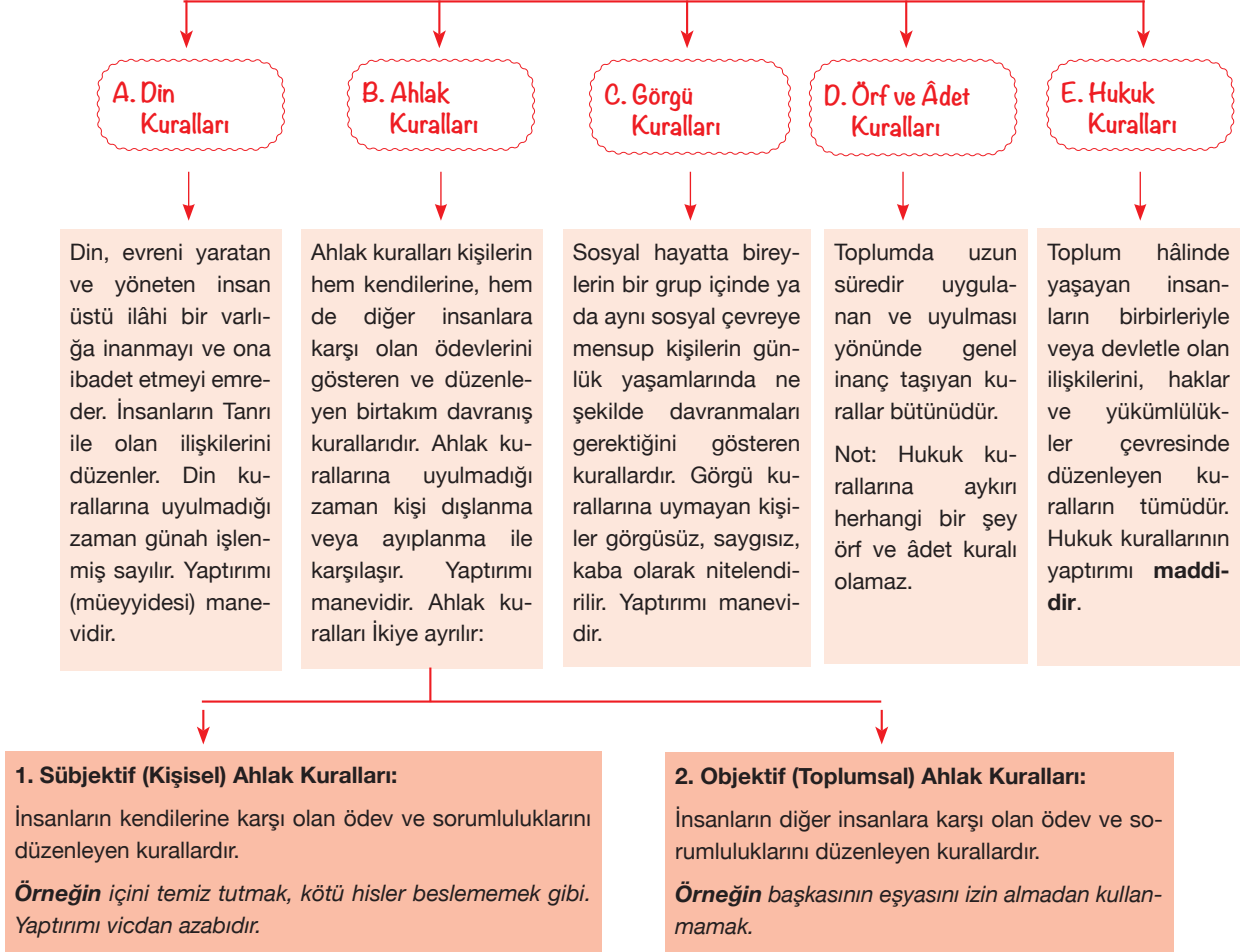 A. Din
Kuralları
B. Ahlak
Kuralları
C. Görgü
Kuralları
D. Örf ve Âdet
Kuralları
E. Hukuk
Kuralları
Din, evreni yaratan
ve yöneten insan
üstü ilâhi bir varlı-
ğa inanmayı ve ona
ibadet etmeyi emre-
der. İnsanların Tanrı
ile olan ilişkilerini
düzenler. Din ku-
rallarına uyulmadığı
zaman günah işlen-
miş sayılır. Yaptırımı
(müeyyidesi) mane-
vidir.
Ahlak kuralları kişilerin
hem kendilerine, hem
de diğer insanlara
karşı olan ödevlerini
gösteren ve düzenle-
yen birtakım davranış
kurallarıdır. Ahlak ku-
rallarına uyulmadığı
zaman kişi dışlanma
veya ayıplanma ile
karşılaşır. Yaptırımı
manevidir. Ahlak ku-
ralları İkiye ayrılır:
Sosyal hayatta birey-
lerin bir grup içinde ya
da aynı sosyal çevreye
mensup kişilerin gün-
lük yaşamlarında ne
şekilde davranmaları
gerektiğini gösteren
kurallardır. Görgü ku-
rallarına uymayan kişi-
ler görgüsüz, saygısız,
kaba olarak nitelendi-
rilir. Yaptırımı manevi-
dir.
Toplumda uzun
süredir uygula-
nan ve uyulması
yönünde genel
inanç taşıyan ku-
rallar bütünüdür.
Not: Hukuk ku-
rallarına aykırı
herhangi bir şey
örf ve âdet kuralı
olamaz.
Toplum hâlinde
yaşayan insan-
ların birbirleriyle
veya devletle olan
ilişkilerini, haklar
ve yükümlülük-
ler çevresinde
düzenleyen ku-
ralların tümüdür.
Hukuk kurallarının
yaptırımı maddi-
dir.
1. Sübjektif (Kişisel) Ahlak Kuralları:
İnsanların kendilerine karşı olan ödev ve sorumluluklarını
düzenleyen kurallardır.
Örneğin içini temiz tutmak, kötü hisler beslememek gibi.
Yaptırımı vicdan azabıdır.
2. Objektif (Toplumsal) Ahlak Kuralları:
İnsanların diğer insanlara karşı olan ödev ve so-
rumluluklarını düzenleyen kurallardır.
Örneğin başkasının eşyasını izin almadan kullan-
mamak.